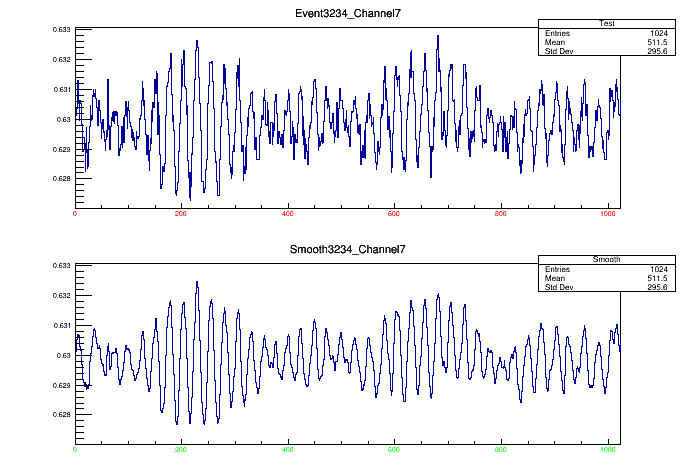 Event3234_Channel7
Test
Entries 1024
Mean 511.5
Std Dev 295.6
0.633
0.632
0.631
0.63
0.629
0.628
0 200 400 600 800 1000
Smooth3234_Channel7
Smooth
Entries 1024
Mean 511.5
Std Dev 295.6
0.633
0.632
0.631
0.63
0.629
0.628
0 200 400 600 800 1000